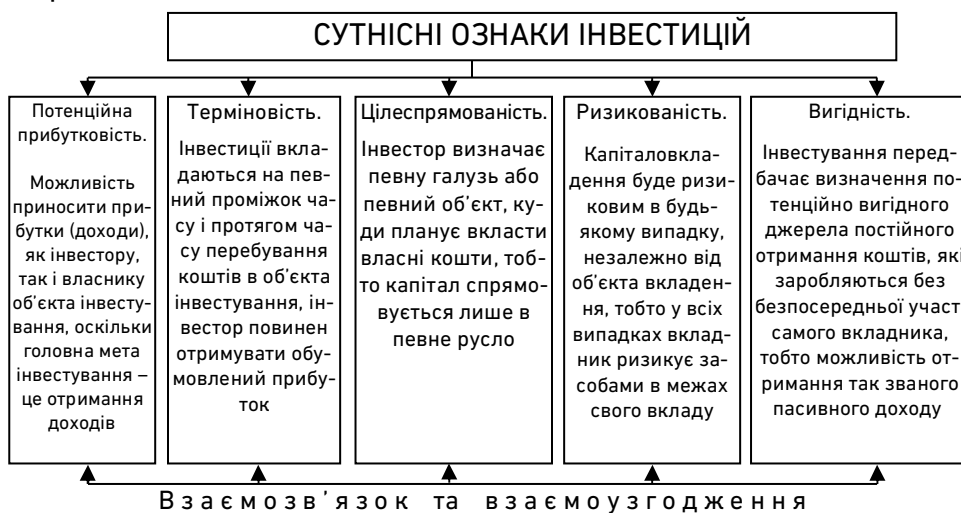 СУТНІСНІ ОЗНАКИ ІНВЕСТИЦІЙ
Потенційна
прибутковість.
Можливість
приносити при-
бутки (доходи),
як інвестору,
так і власнику
об'єкта інвесту-
вання, оскільки
головна мета
інвестування –
це отримання
доходів
Терміновість.
Інвестиції вкла-
даються на пев-
ний проміжок ча-
су і протягом ча-
су перебування
коштів в об'єкта
інвестування, ін-
вестор повинен
отримувати обу-
мовлений прибу-
ток
Цілеспрямованість.
Інвестор визначає
певну галузь або
певний об'єкт, ку-
ди планує вкласти
власні кошти, тоб-
то капітал спрямо-
вується лише в
певне русло
Ризикованість.
Капіталовкла-
дення буде ризи-
ковим в будь-
якому випадку,
незалежно від
об'єкта вкладен-
ня, тобто у всіх
випадках вклад-
ник ризикує за-
собами в межах
свого вкладу
Вигідність.
Інвестування перед-
бачає визначення по-
тенційно вигідного
джерела постійного
отримання коштів, які
заробляються без
безпосередньої участ
самого вкладника,
тобто можливість от-
римання так званого
пасивного доходу
Взаємозв'язок та взаємоузгодження